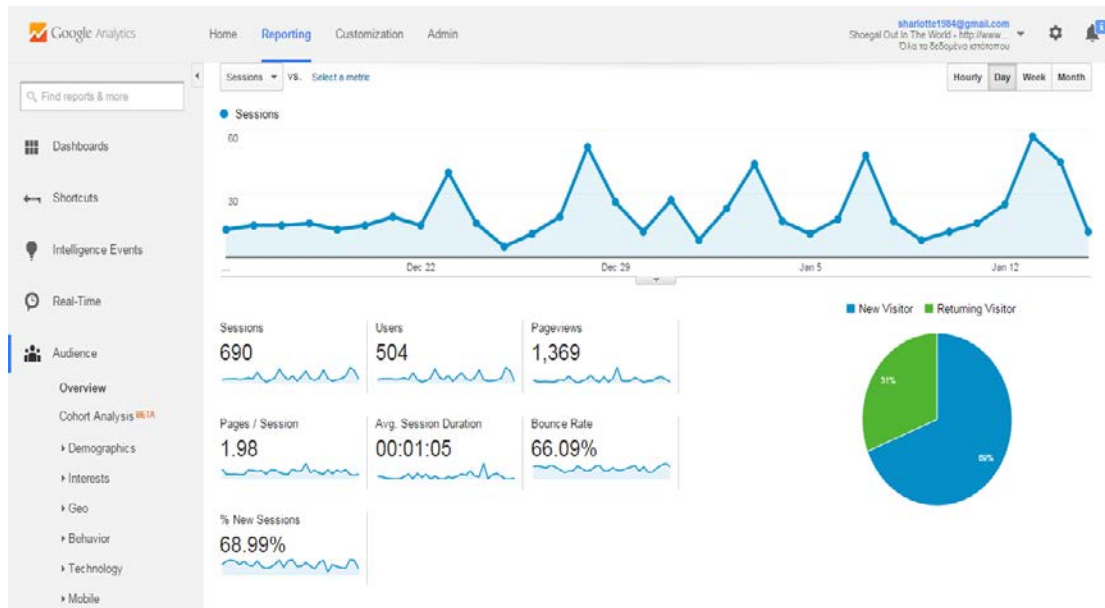 Google Analytics
Home Reporting Customization Admin
sharlotte1984@gmail.com
Shoegal Out In The World - http://www...
Όλα τα δεδομένα ιστότοπου
Find reports & more
Dashboards
Shortcuts
Intelligence Events
Real-Time
Audience
Overview
Cohort Analysis BETA
Demographics
Interests
Geo
Behavior
Technology
Mobile
Sessions VS. Select a metric
Hourly Day Week Month
Sessions
60
30
... Dec 22 Dec 29 Jan 5 Jan 12
New Visitor Returning Visitor
Sessions
690
Users
504
Pageviews
1,369
Pages / Session
1.98
Avg. Session Duration
00:01:05
Bounce Rate
66.09%
% New Sessions
68.99%
31%
69%